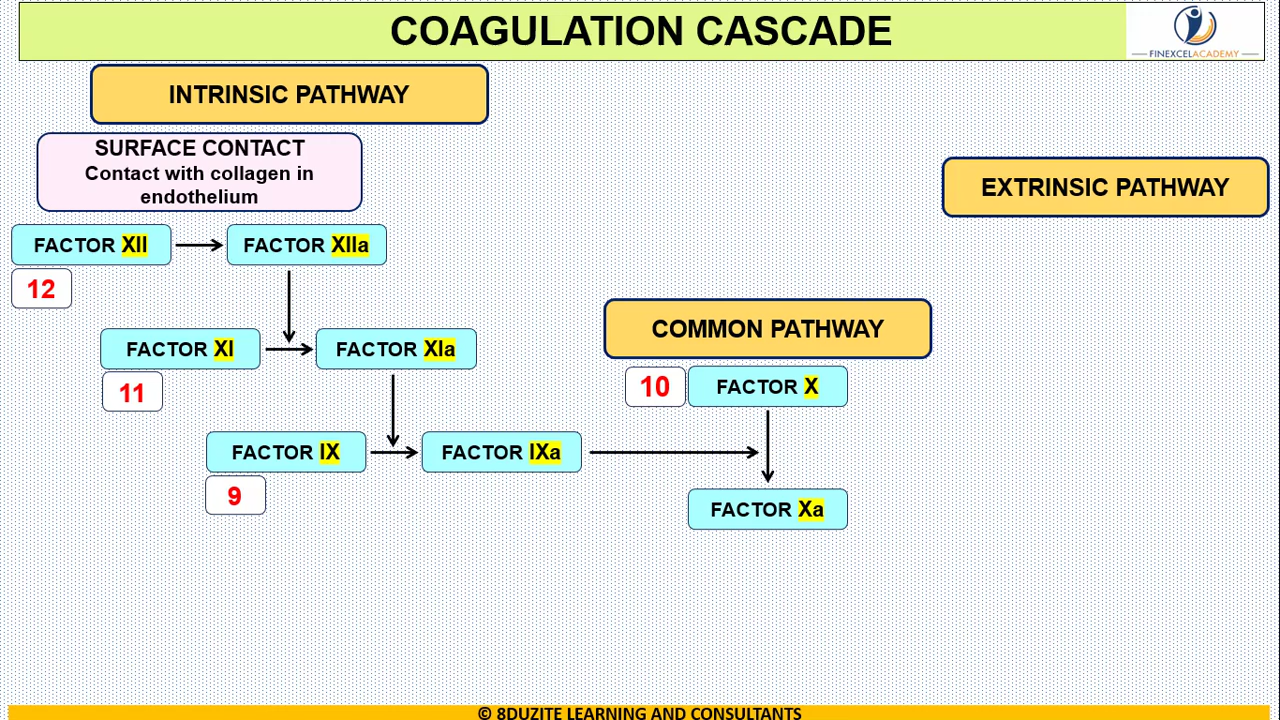 COAGULATION CASCADE
FINEXCELACADEMY
INTRINSIC PATHWAY
SURFACE CONTACT
Contact with collagen in
endothelium
EXTRINSIC PATHWAY
FACTOR XII
FACTOR XIIa
12
COMMON PATHWAY
FACTOR XI
FACTOR XIa
11
10
FACTOR X
FACTOR IX
FACTOR IXa
9
FACTOR Xa
© 8DUZITE LEARNING AND CONSULTANTS